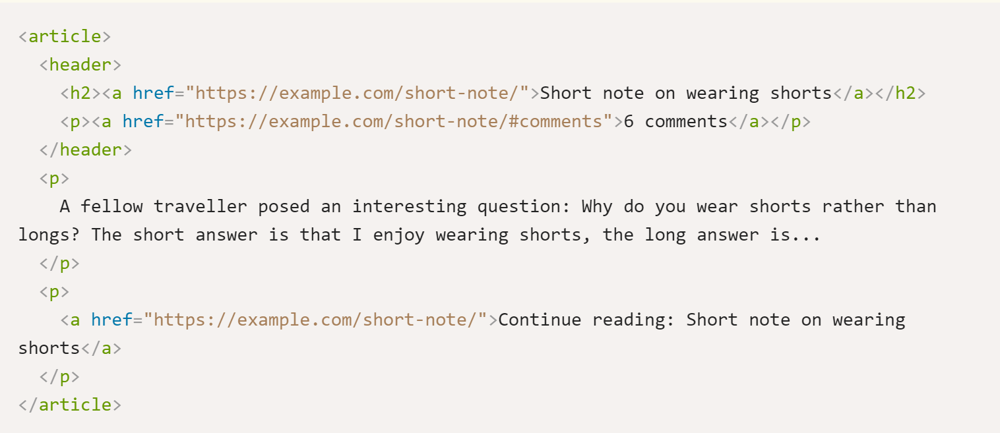 <article>
  <header>
    <h2><a href="https://example.com/short-note/">Short note on wearing shorts</a></h2>
    <p><a href="https://example.com/short-note/#comments">6 comments</a></p>
  </header>
  <p>
    A fellow traveller posed an interesting question: Why do you wear shorts rather than
longs? The short answer is that I enjoy wearing shorts, the long answer is...
  </p>
  <p>
    <a href="https://example.com/short-note/">Continue reading: Short note on wearing
shorts</a>
  </p>
</article>